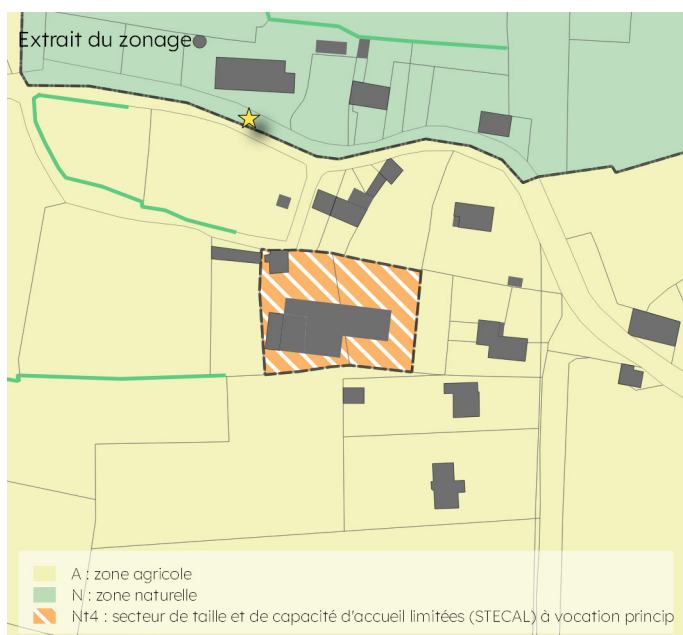 Extrait du zonage
A : zone agricole
N : zone naturelle
Nt4 : secteur de taille et de capacité d'accueil limitées (STECAL) à vocation princip